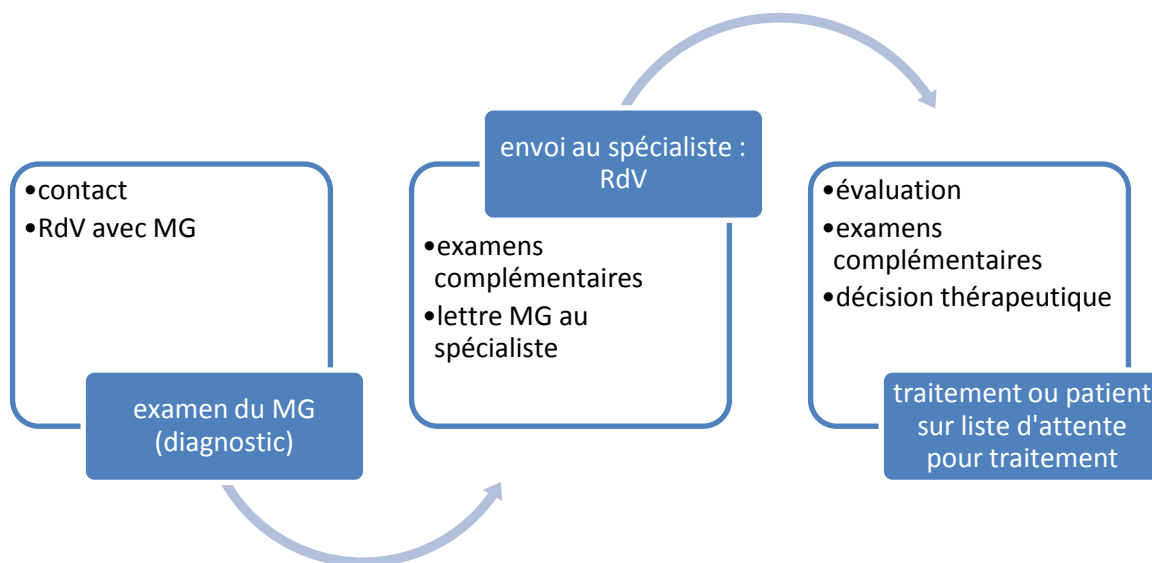 •contact
•RdV avec MG
examen du MG
(diagnostic)
envoi au spécialiste :
RdV
•examens
complémentaires
•lettre MG au
spécialiste
•évaluation
•examens
complémentaires
•décision thérapeutique
traitement ou patient
sur liste d'attente
pour traitement